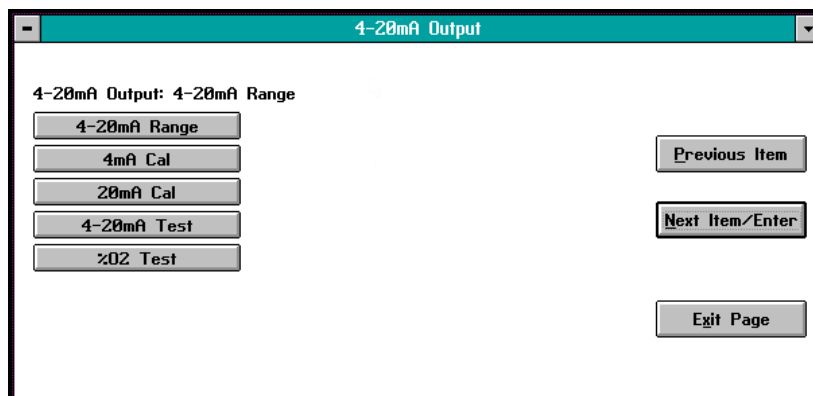 4-20mA Output
4-20mA Output: 4-20mA Range
4-20mA Range
4mA Cal
20mA Cal
4-20mA Test
%O2 Test
Previous Item
Next Item/Enter
Exit Page